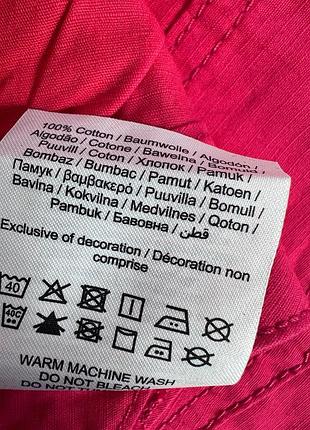 100% Cotton / Baumwolle / Algodón /
Algodão / Cotone / Bawełna / Bomuld /
Puuvill / Coton / Хлопок / Pamuk /
Bombaz / Bumbac / Pamut / Katoen /
Памук / βαμβακερό / Puuvilla / Bomull /
Bavlna / Kokvilna / Medvilnės / Qoton /
Pambuk / Бавовна / قطن
Exclusive of decoration / Décoration non
comprise
40
40C
WARM MACHINE WASH
DO NOT BLEACH